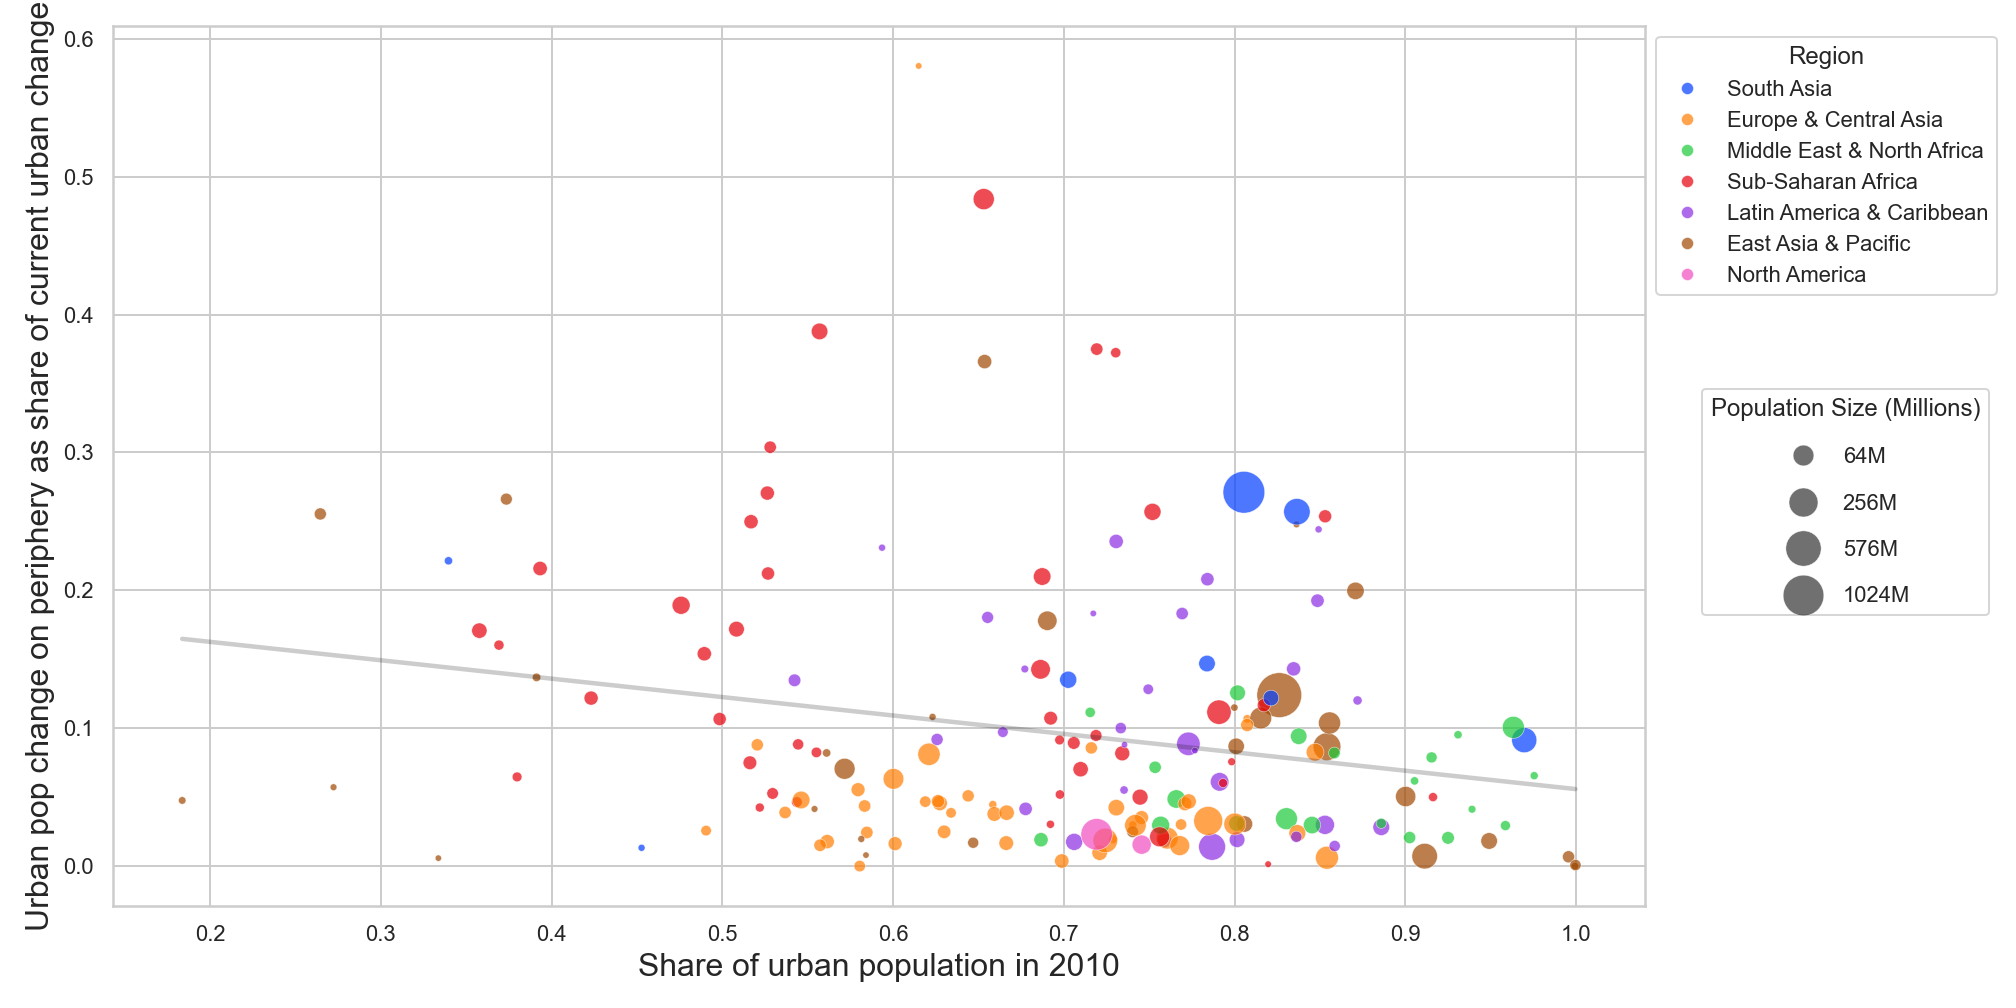 Urban pop change on periphery as share of current urban change
0.6
0.5
0.4
0.3
0.2
0.1
0.0
0.2
0.3
0.4
0.5
0.6
0.7
0.8
0.9
1.0
Share of urban population in 2010
Region
South Asia
Europe & Central Asia
Middle East & North Africa
Sub-Saharan Africa
Latin America & Caribbean
East Asia & Pacific
North America
Population Size (Millions)
64M
256M
576M
1024M